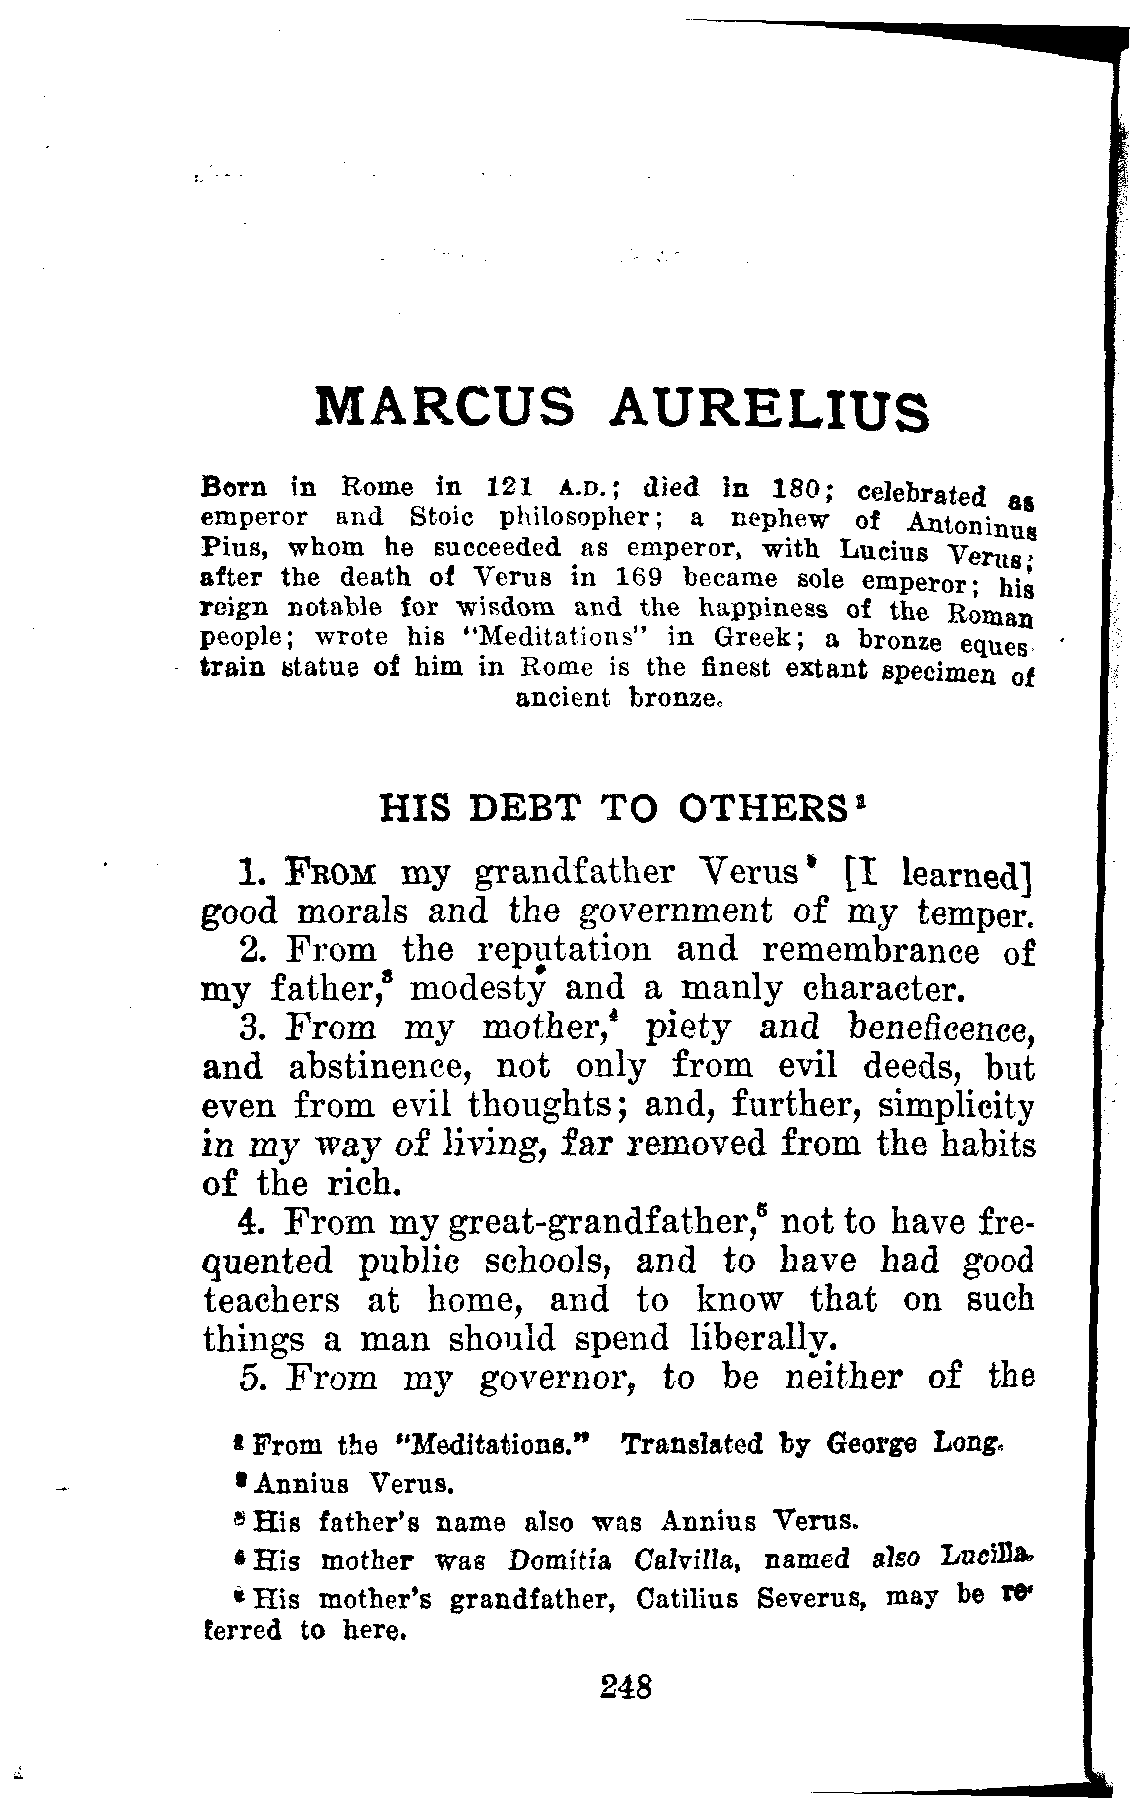 MARCUS AURELIUS
Born in Rome in 121 A.D.; died in 180; celebrated as
emperor and Stoic philosopher; a nephew of Antoninus
Pius, whom he succeeded as emperor, with Lucius Verus;
after the death of Verus in 169 became sole emperor; his
reign notable for wisdom and the happiness of the Roman
people; wrote his "Meditations" in Greek; a bronze eques
train statue of him in Rome is the finest extant specimen of
ancient bronze.
HIS DEBT TO OTHERS¹
1. FROM my grandfather Verus² [I learned]
good morals and the government of my temper.
2. From the reputation and remembrance of
my father,³ modesty and a manly character.
3. From my mother,⁴ piety and beneficence,
and abstinence, not only from evil deeds, but
even from evil thoughts; and, further, simplicity
in my way of living, far removed from the habits
of the rich.
4. From my great-grandfather,⁵ not to have fre-
quented public schools, and to have had good
teachers at home, and to know that on such
things a man should spend liberally.
5. From my governor, to be neither of the
¹ From the "Meditations." Translated by George Long.
² Annius Verus.
³ His father's name also was Annius Verus.
⁴ His mother was Domitia Calvilla, named also Lucilla.
⁵ His mother's grandfather, Catilius Severus, may be re-
ferred to here.
248